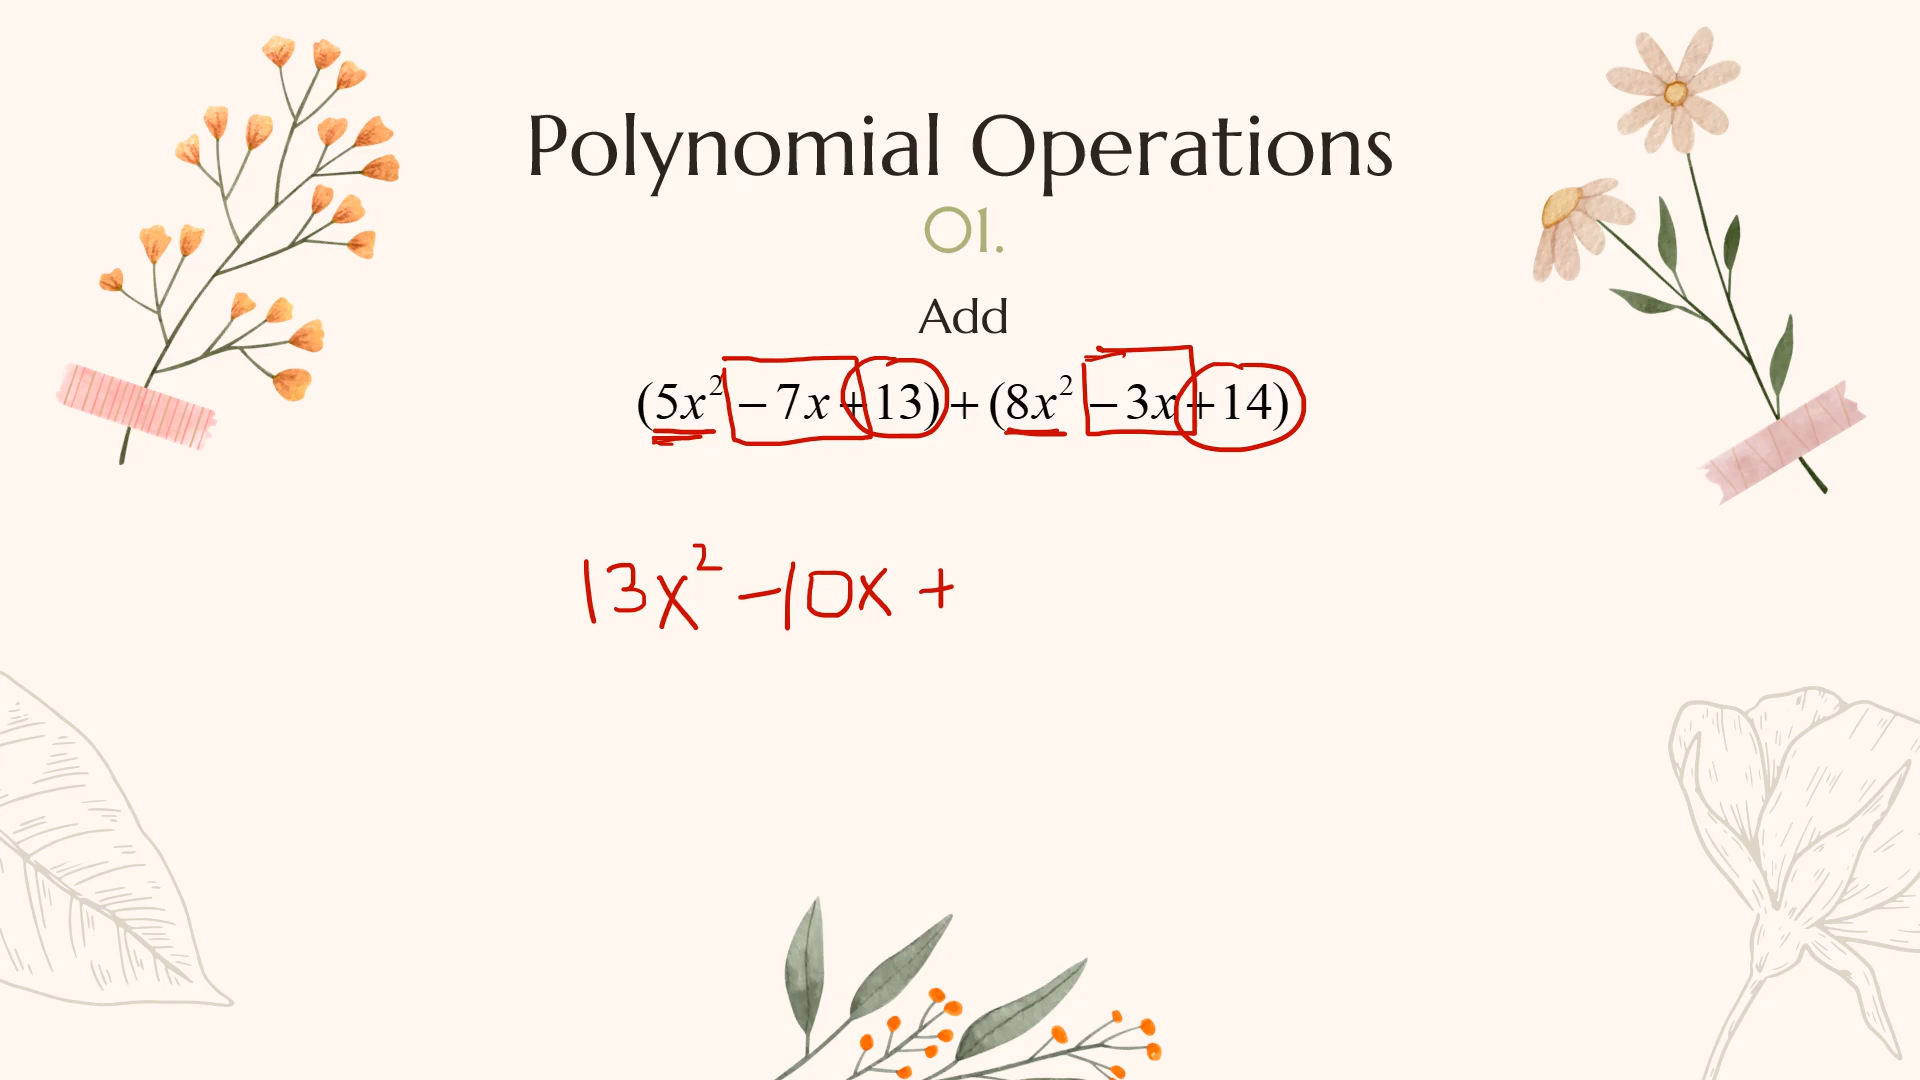 Polynomial Operations
01.
Add
(5x² − 7x + 13) + (8x² − 3x + 14)
13x² − 10x +